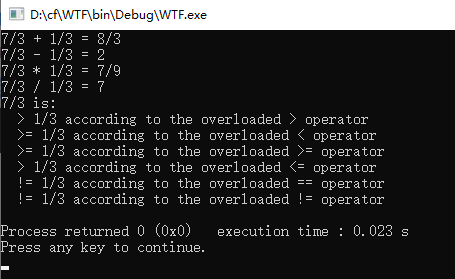 D:\cf\WTF\bin\Debug\WTF.exe
7/3 + 1/3 = 8/3
7/3 - 1/3 = 2
7/3 * 1/3 = 7/9
7/3 / 1/3 = 7
7/3 is:
  > 1/3 according to the overloaded > operator
  >= 1/3 according to the overloaded < operator
  >= 1/3 according to the overloaded >= operator
  > 1/3 according to the overloaded <= operator
  != 1/3 according to the overloaded == operator
  != 1/3 according to the overloaded != operator
Process returned 0 (0x0)   execution time : 0.023 s
Press any key to continue.